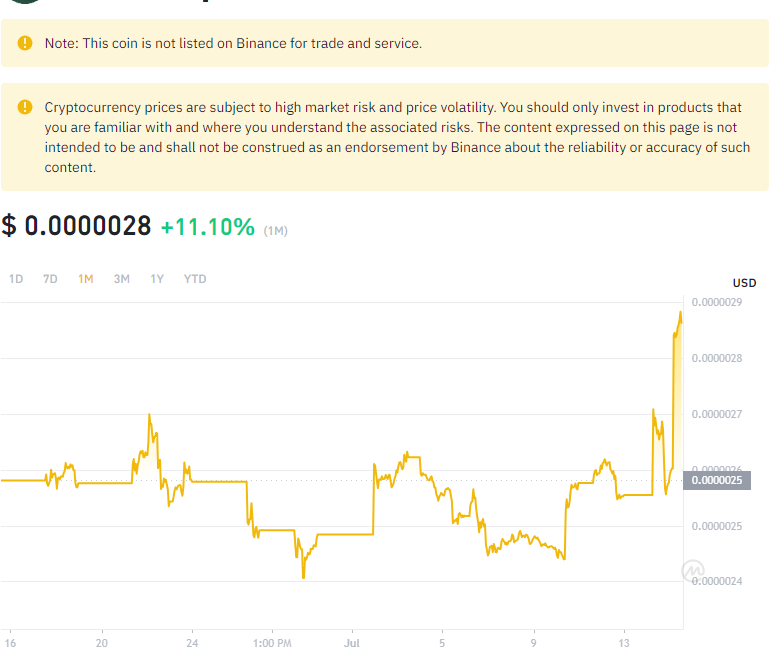 Note: This coin is not listed on Binance for trade and service.
Cryptocurrency prices are subject to high market risk and price volatility. You should only invest in products that
you are familiar with and where you understand the associated risks. The content expressed on this page is not
intended to be and shall not be construed as an endorsement by Binance about the reliability or accuracy of such
content.
$ 0.0000028 +11.10% (1M)
1D 7D 1M 3M 1Y YTD
USD
0.0000029
0.0000028
0.0000027
0.0000026
0.0000025
0.0000025
0.0000024
16 20 24 1:00 PM Jul 5 9 13